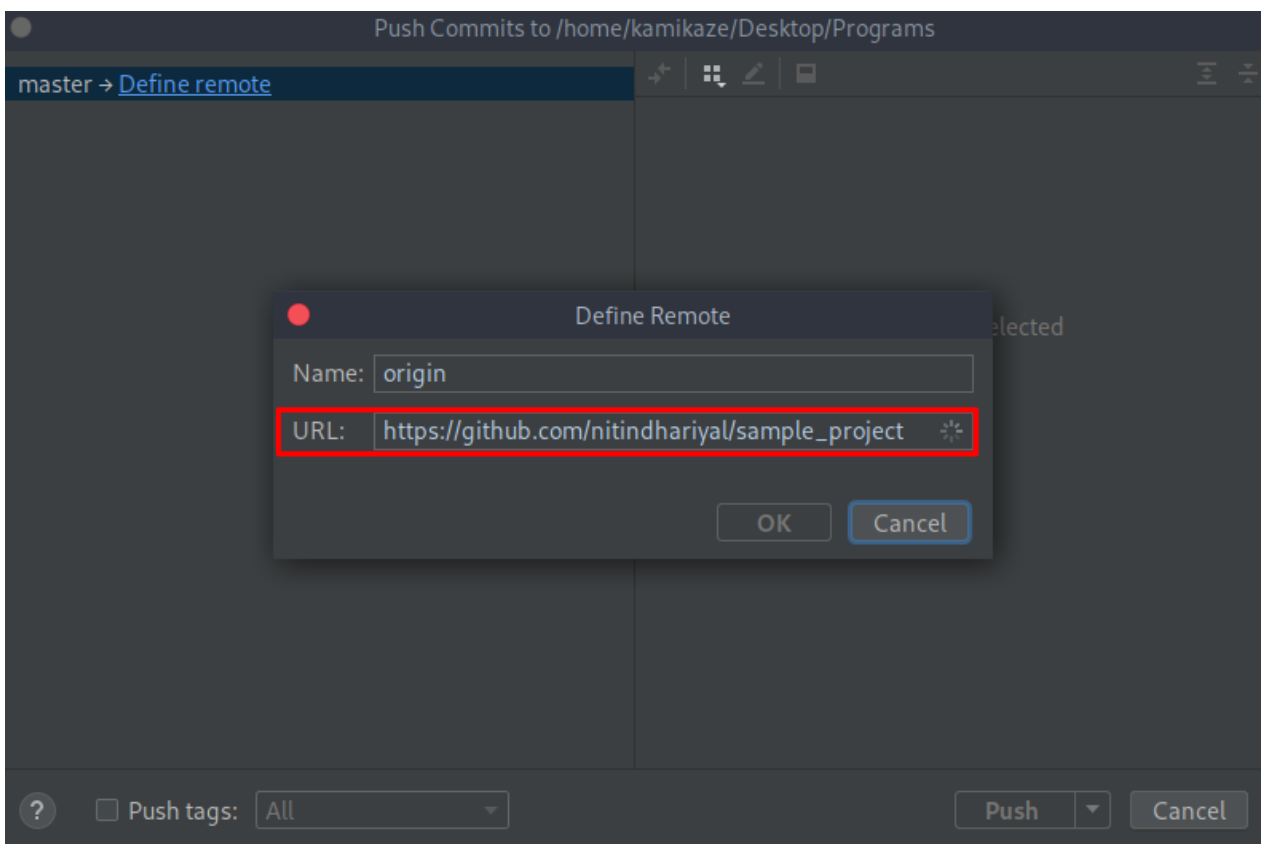 Push Commits to /home/kamikaze/Desktop/Programs
master → Define remote
elected
Define Remote
Name: origin
URL: https://github.com/nitindhariyal/sample_project
OK Cancel
? Push tags: All Push Cancel